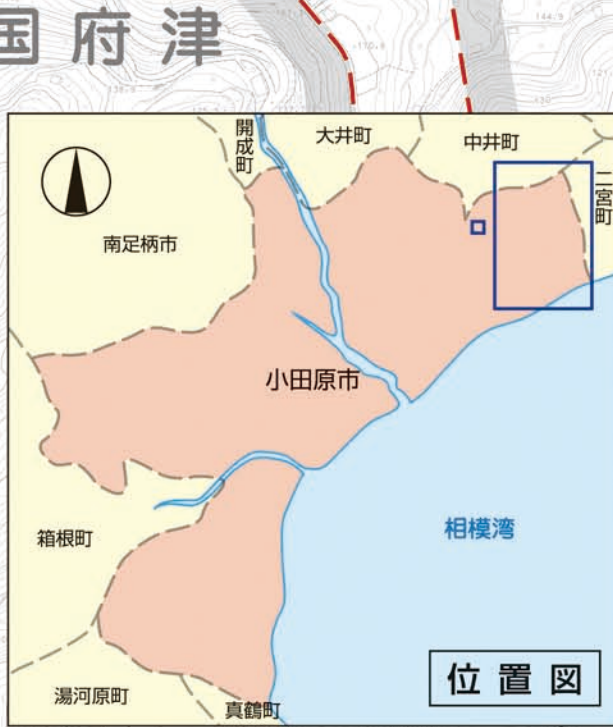 国府津
開成町
大井町
中井町
二宮町
南足柄市
小田原市
箱根町
相模湾
湯河原町
真鶴町
位置図